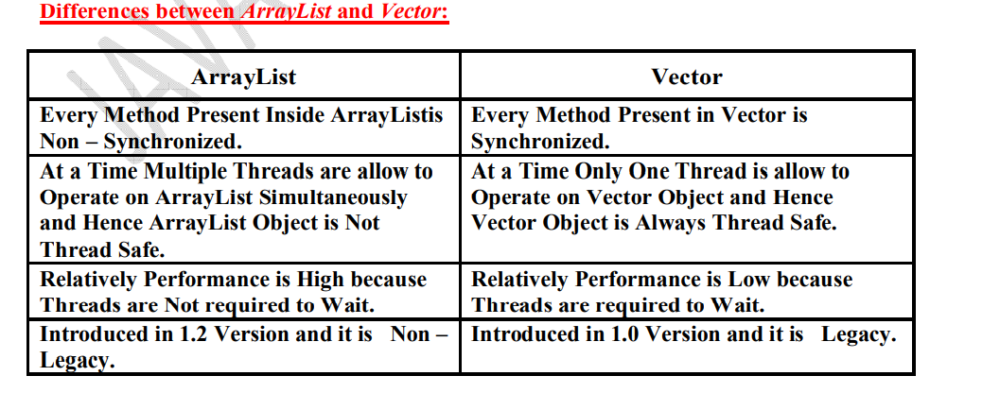 Differences between ArrayList and Vector:
ArrayList
Vector
Every Method Present Inside ArrayListis
Non – Synchronized.
Every Method Present in Vector is
Synchronized.
At a Time Multiple Threads are allow to
Operate on ArrayList Simultaneously
and Hence ArrayList Object is Not
Thread Safe.
At a Time Only One Thread is allow to
Operate on Vector Object and Hence
Vector Object is Always Thread Safe.
Relatively Performance is High because
Threads are Not required to Wait.
Relatively Performance is Low because
Threads are required to Wait.
Introduced in 1.2 Version and it is Non –
Legacy.
Introduced in 1.0 Version and it is Legacy.
JAVA